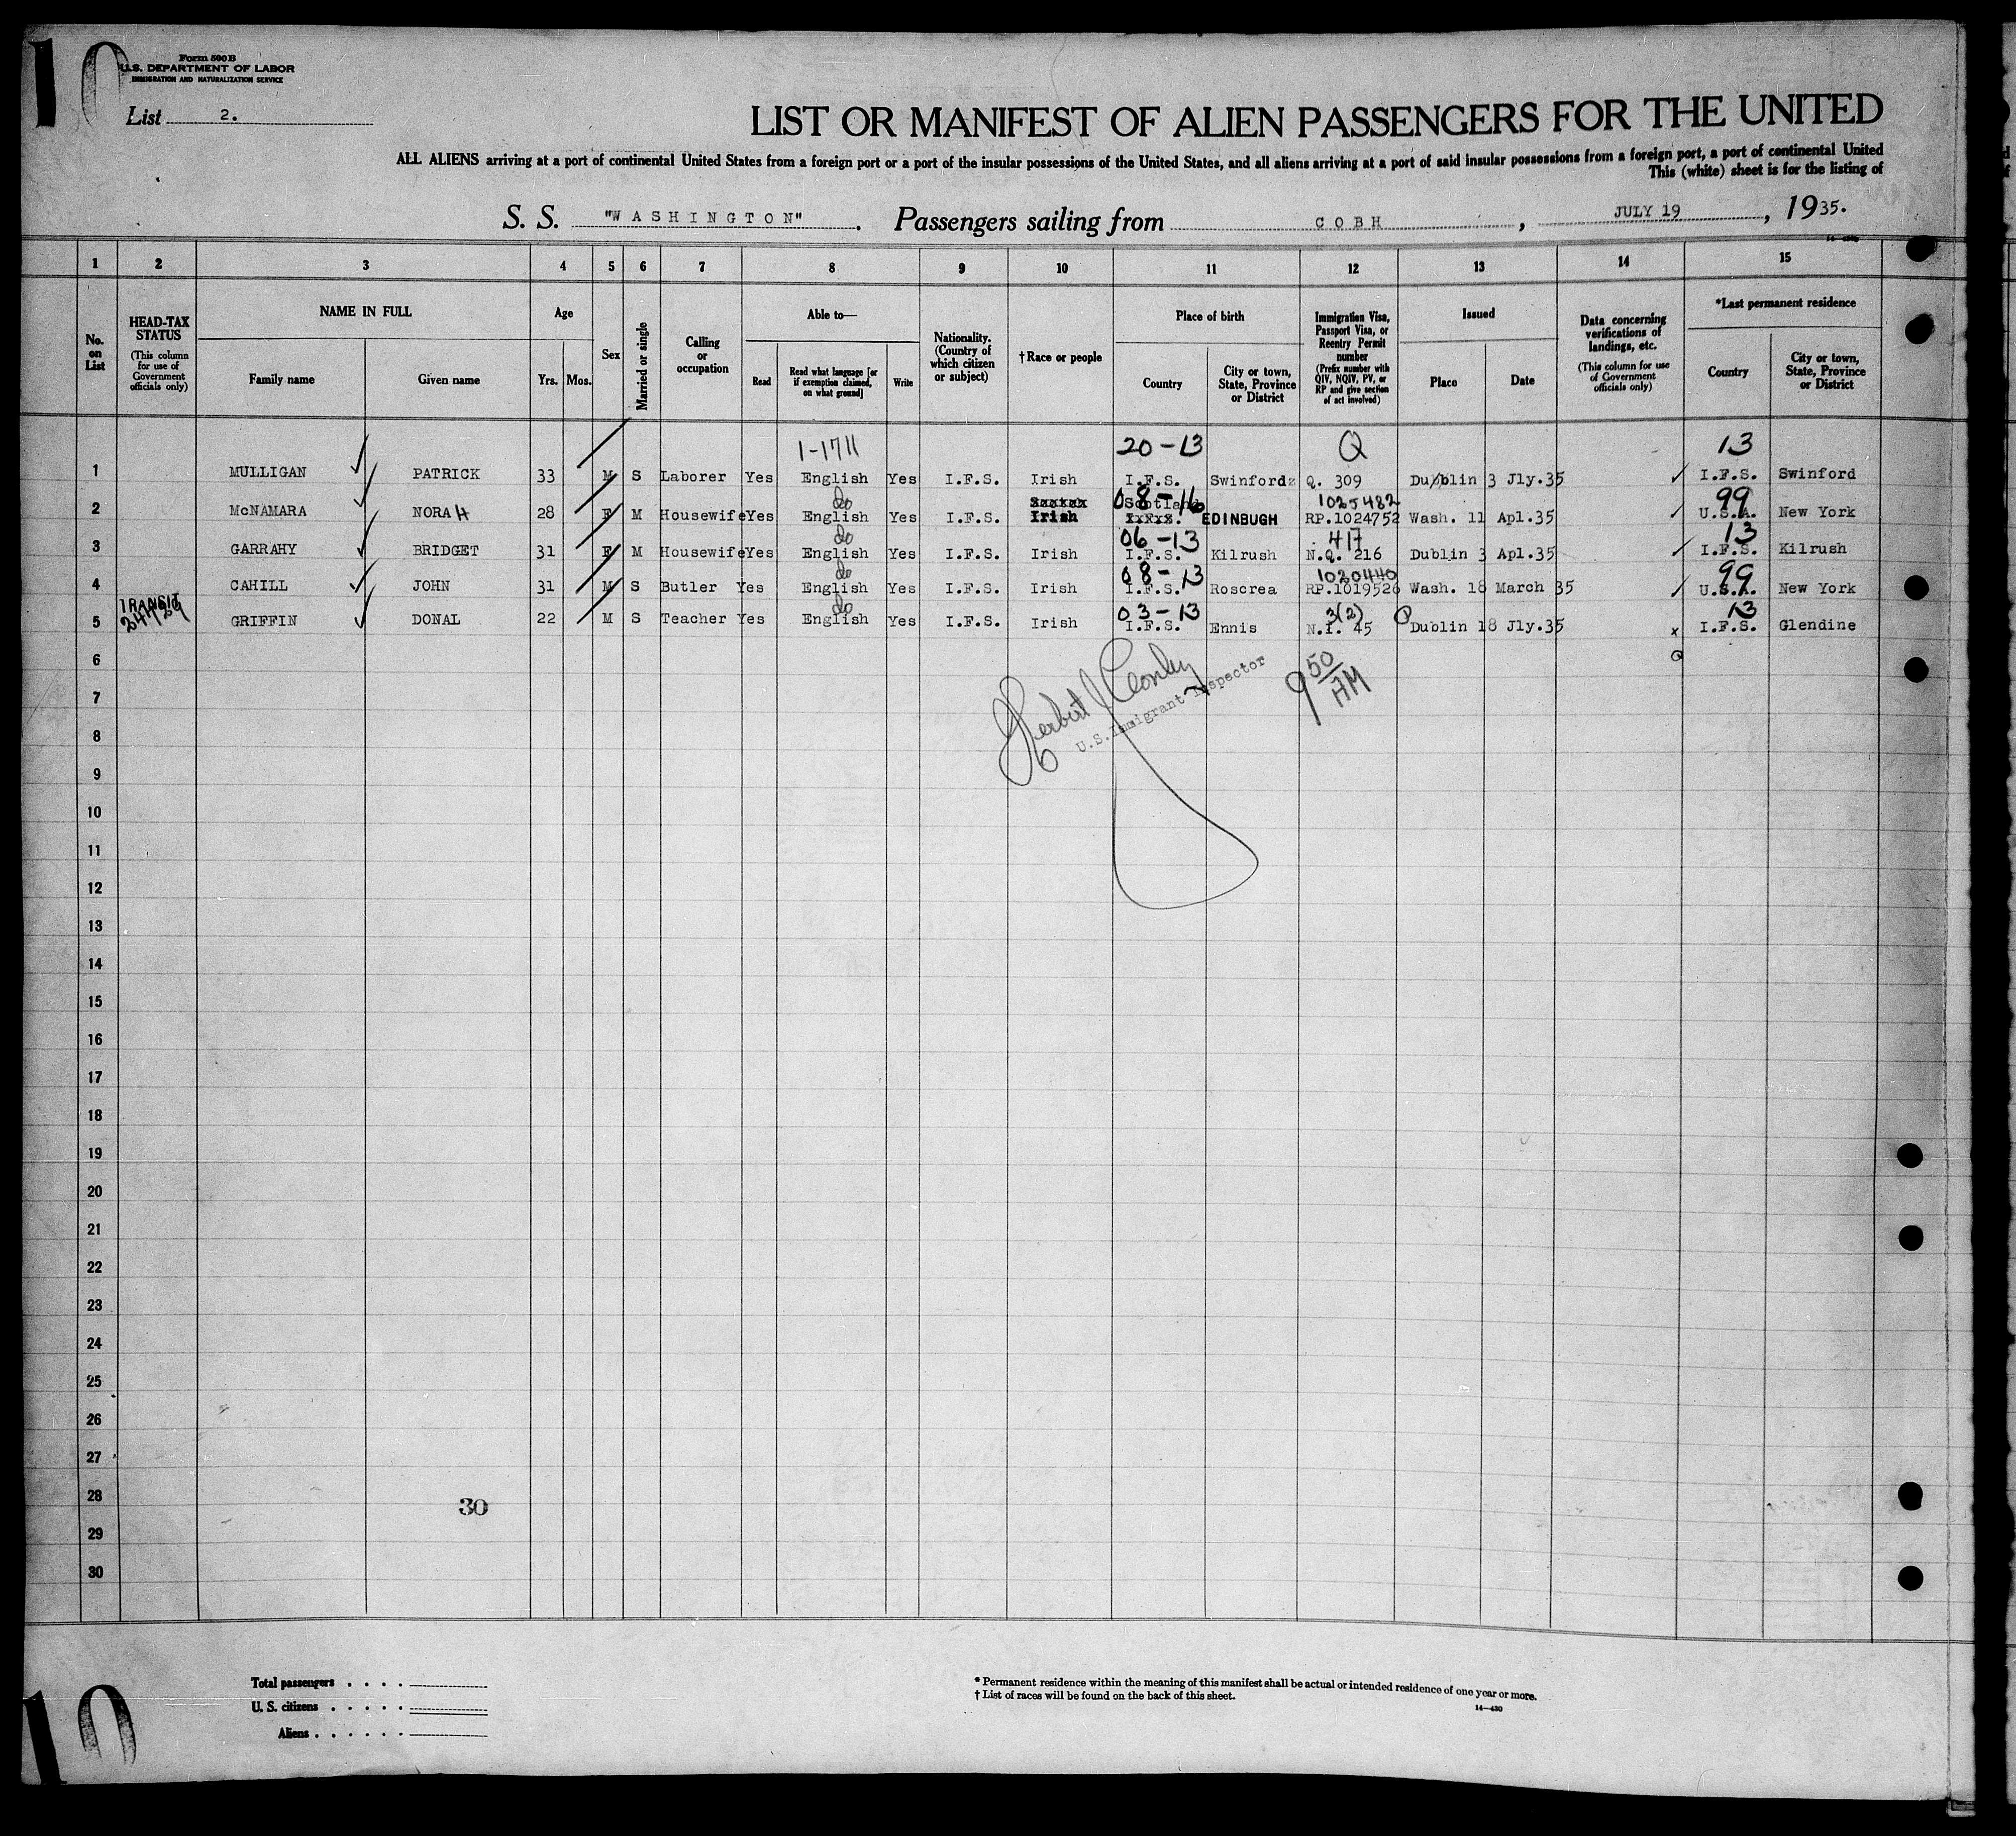 10
Form 500B
U.S. DEPARTMENT OF LABOR
IMMIGRATION AND NATURALIZATION SERVICE
List 2.
LIST OR MANIFEST OF ALIEN PASSENGERS FOR THE UNITED
ALL ALIENS arriving at a port of continental United States from a foreign port or a port of the insular possessions of the United States, and all aliens arriving at a port of said insular possessions from a foreign port, a port of continental United
This (white) sheet is for the listing of
S. S. "WASHINGTON". Passengers sailing from COBH, JULY 19, 1935.
1 2 3 4 5 6 7 8 9 10 11 12 13 14 15
No. on List
HEAD-TAX STATUS (This column for use of Government officials only)
NAME IN FULL
Family name Given name
Age
Yrs. Mos.
Sex
Married or single
Calling or occupation
Able to—
Read
Read what language [or if exemption claimed, on what ground]
Write
Nationality. (Country of which citizen or subject)
†Race or people
Place of birth
Country
City or town, State, Province or District
Immigration Visa, Passport Visa, or Reentry Permit number (Prefix number with QIV, NQIV, PV, or RP and give section of act involved)
Issued
Place Date
Data concerning verifications of landings, etc. (This column for use of Government officials only)
*Last permanent residence
Country
City or town, State, Province or District
1-1711 20-13 Q 13
1 MULLIGAN PATRICK 33 M S Laborer Yes English Yes I.F.S. Irish I.F.S. Swinford Q. 309 Dublin 3 Jly.35 I.F.S. Swinford
do 08-16 Scotland 1025482 99
2 McNAMARA NORAH 28 F M Housewife Yes English Yes I.F.S. Irish EDINBUGH RP.1024752 Wash. 11 Apl.35 U.S.A. New York
do 06-13 417 13
3 GARRAHY BRIDGET 31 F M Housewife Yes English Yes I.F.S. Irish I.F.S. Kilrush N.Q. 216 Dublin 3 Apl.35 I.F.S. Kilrush
do 08-13 1020440 99
4 CAHILL JOHN 31 M S Butler Yes English Yes I.F.S. Irish I.F.S. Roscrea RP.1019526 Wash. 18 March 35 U.S.A. New York
TRANSIT do 03-13 3(2) 13
5 GRIFFIN DONAL 22 M S Teacher Yes English Yes I.F.S. Irish I.F.S. Ennis N.I. 45 Dublin 18 Jly.35 x I.F.S. Glendine
6
7
U.S. Immigrant Inspector
9 50/AM
8
9
10
11
12
13
14
15
16
17
18
19
20
21
22
23
24
25
26
27
28
30
29
30
Total passengers
U. S. citizens
Aliens
* Permanent residence within the meaning of this manifest shall be actual or intended residence of one year or more.
† List of races will be found on the back of this sheet.
14—430
10